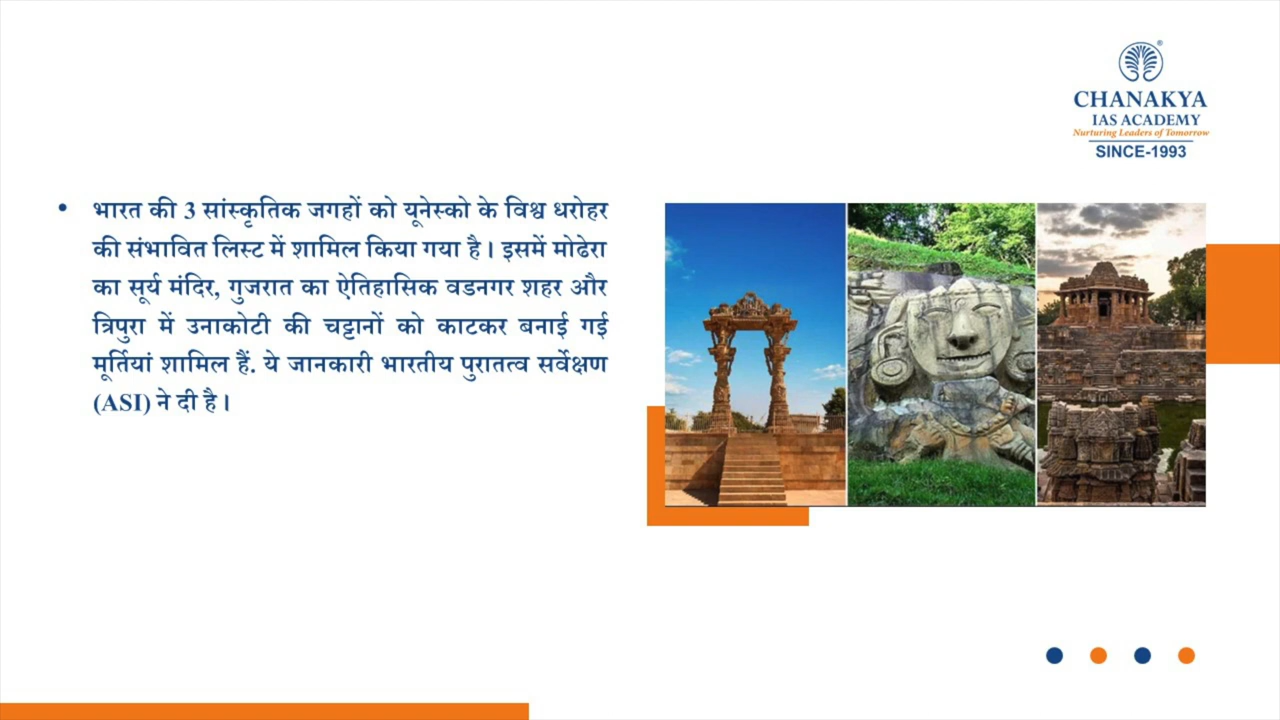 CHANAKYA
IAS ACADEMY
Nurturing Leaders of Tomorrow
SINCE-1993
• भारत की 3 सांस्कृतिक जगहों को यूनेस्को के विश्व धरोहर
की संभावित लिस्ट में शामिल किया गया है। इसमें मोढेरा
का सूर्य मंदिर, गुजरात का ऐतिहासिक वडनगर शहर और
त्रिपुरा में उनाकोटी की चट्टानों को काटकर बनाई गई
मूर्तियां शामिल हैं. ये जानकारी भारतीय पुरातत्व सर्वेक्षण
(ASI) ने दी है।